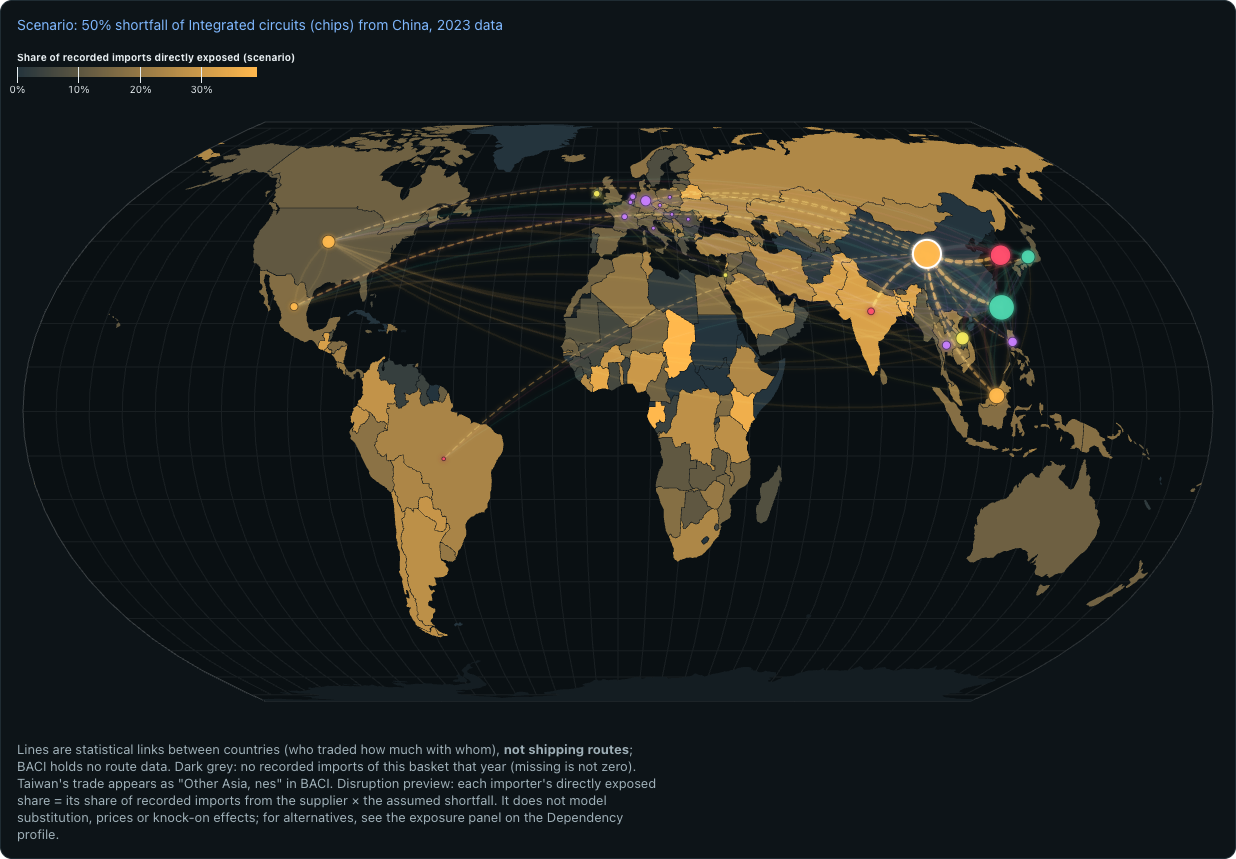 Scenario: 50% shortfall of Integrated circuits (chips) from China, 2023 data
Share of recorded imports directly exposed (scenario)
0% 10% 20% 30%
Lines are statistical links between countries (who traded how much with whom), not shipping routes;
BACI holds no route data. Dark grey: no recorded imports of this basket that year (missing is not zero).
Taiwan's trade appears as "Other Asia, nes" in BACI. Disruption preview: each importer's directly exposed
share = its share of recorded imports from the supplier × the assumed shortfall. It does not model
substitution, prices or knock-on effects; for alternatives, see the exposure panel on the Dependency
profile.